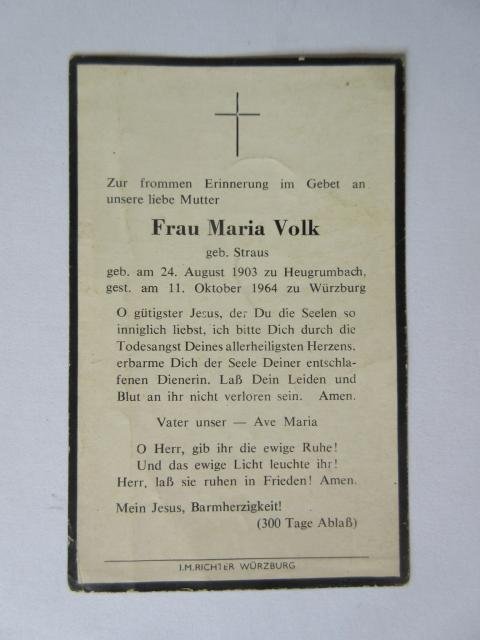 Zur frommen Erinnerung im Gebet an
unsere liebe Mutter
Frau Maria Volk
geb. Straus
geb. am 24. August 1903 zu Heugrumbach,
gest. am 11. Oktober 1964 zu Würzburg
O gütigster Jesus, der Du die Seelen so
inniglich liebst, ich bitte Dich durch die
Todesangst Deines allerheiligsten Herzens,
erbarme Dich der Seele Deiner entschla-
fenen Dienerin. Laß Dein Leiden und
Blut an ihr nicht verloren sein. Amen.
Vater unser — Ave Maria
O Herr, gib ihr die ewige Ruhe!
Und das ewige Licht leuchte ihr!
Herr, laß sie ruhen in Frieden! Amen.
Mein Jesus, Barmherzigkeit!
(300 Tage Ablaß)
J.M.RICHTER WÜRZBURG